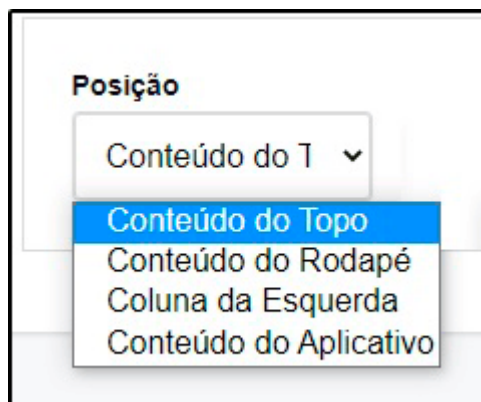 Posição
Conteúdo do T
Conteúdo do Topo
Conteúdo do Rodapé
Coluna da Esquerda
Conteúdo do Aplicativo